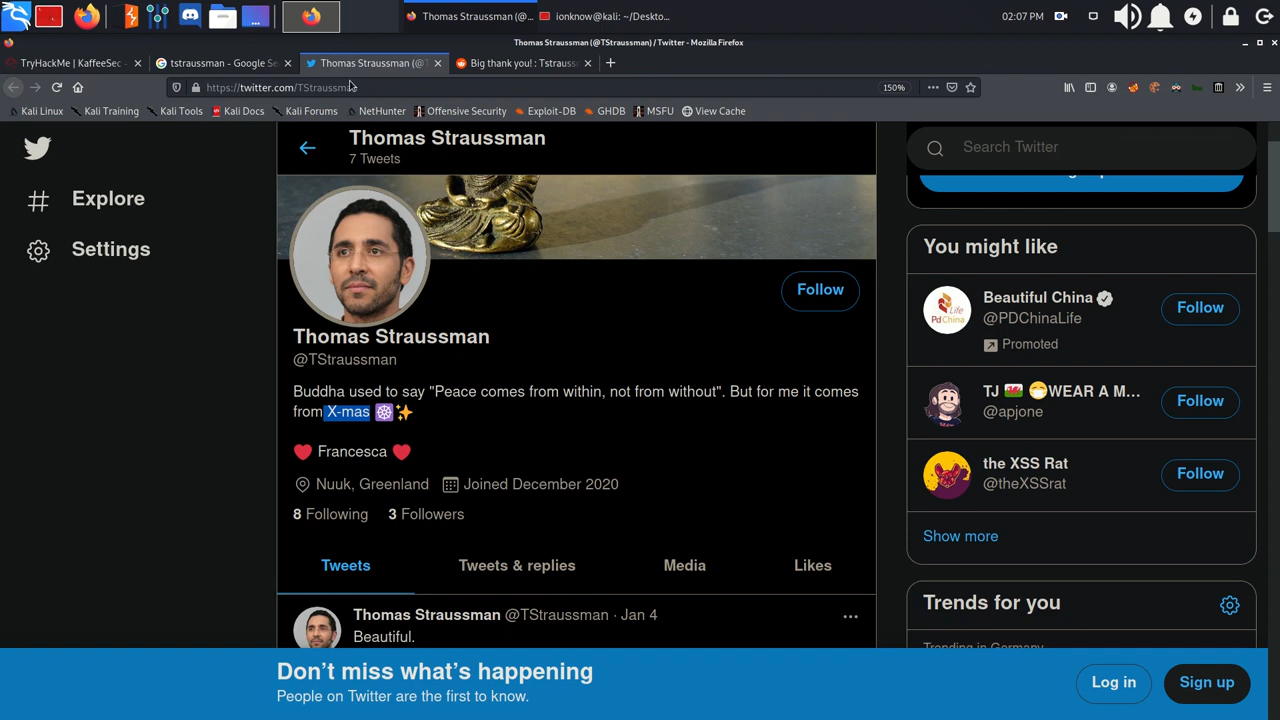 Thomas Straussman (@...
ionknow@kali: ~/Deskto...
02:07 PM
Thomas Straussman (@TStraussman) / Twitter - Mozilla Firefox
TryHackMe | KaffeeSec -
tstraussman - Google Se
Thomas Straussman (@T
Big thank you! : Tstrauss
https://twitter.com/TStraussman
150%
Kali Linux
Kali Training
Kali Tools
Kali Docs
Kali Forums
NetHunter
Offensive Security
Exploit-DB
GHDB
MSFU
View Cache
Thomas Straussman
7 Tweets
Search Twitter
Explore
Settings
You might like
Follow
Beautiful China
@PDChinaLife
Follow
Promoted
Thomas Straussman
@TStraussman
Buddha used to say "Peace comes from within, not from without". But for me it comes
from X-mas ☸️✨
❤️ Francesca ❤️
Nuuk, Greenland Joined December 2020
8 Following 3 Followers
TJ 🏴󠁧󠁢󠁷󠁬󠁳󠁿 😷WEAR A M...
@apjone
Follow
the XSS Rat
@theXSSrat
Follow
Show more
Tweets
Tweets & replies
Media
Likes
Thomas Straussman @TStraussman · Jan 4
Beautiful.
Trends for you
Trending in Germany
Don't miss what's happening
People on Twitter are the first to know.
Log in
Sign up